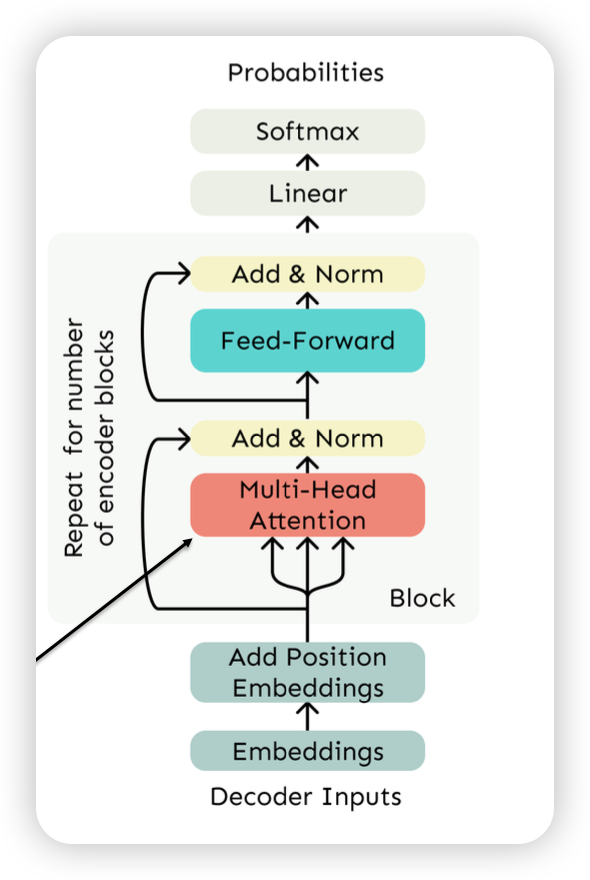 Probabilities
Softmax
Linear
Add & Norm
Feed-Forward
Add & Norm
Multi-Head
Attention
Repeat for number
of encoder blocks
Block
Add Position
Embeddings
Embeddings
Decoder Inputs